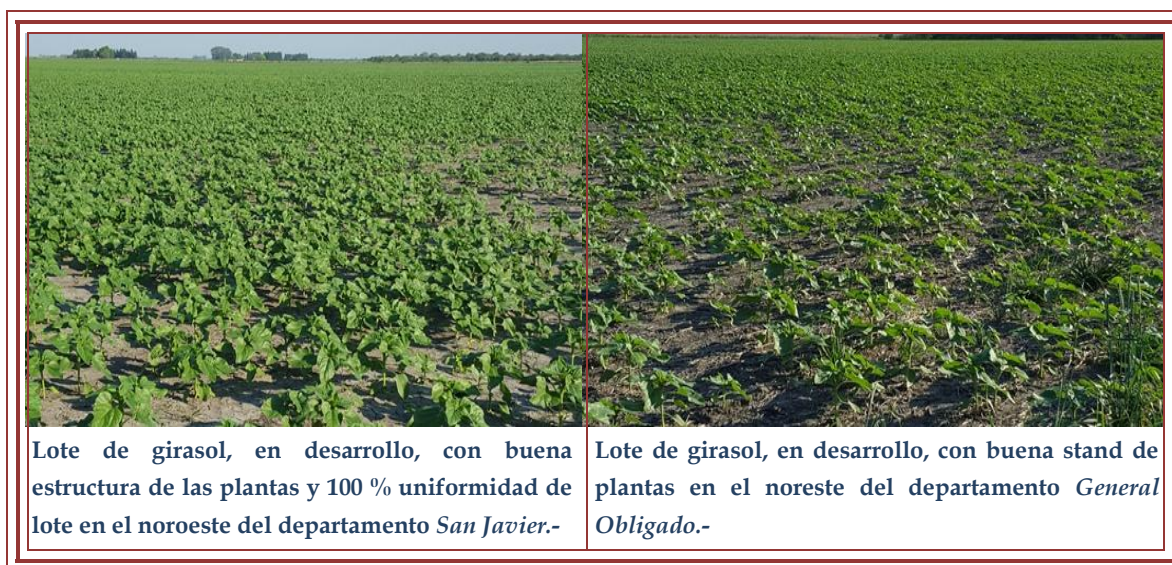 Lote de girasol, en desarrollo, con buena
estructura de las plantas y 100 % uniformidad de
lote en el noroeste del departamento San Javier.-
Lote de girasol, en desarrollo, con buena stand de
plantas en el noreste del departamento General
Obligado.-